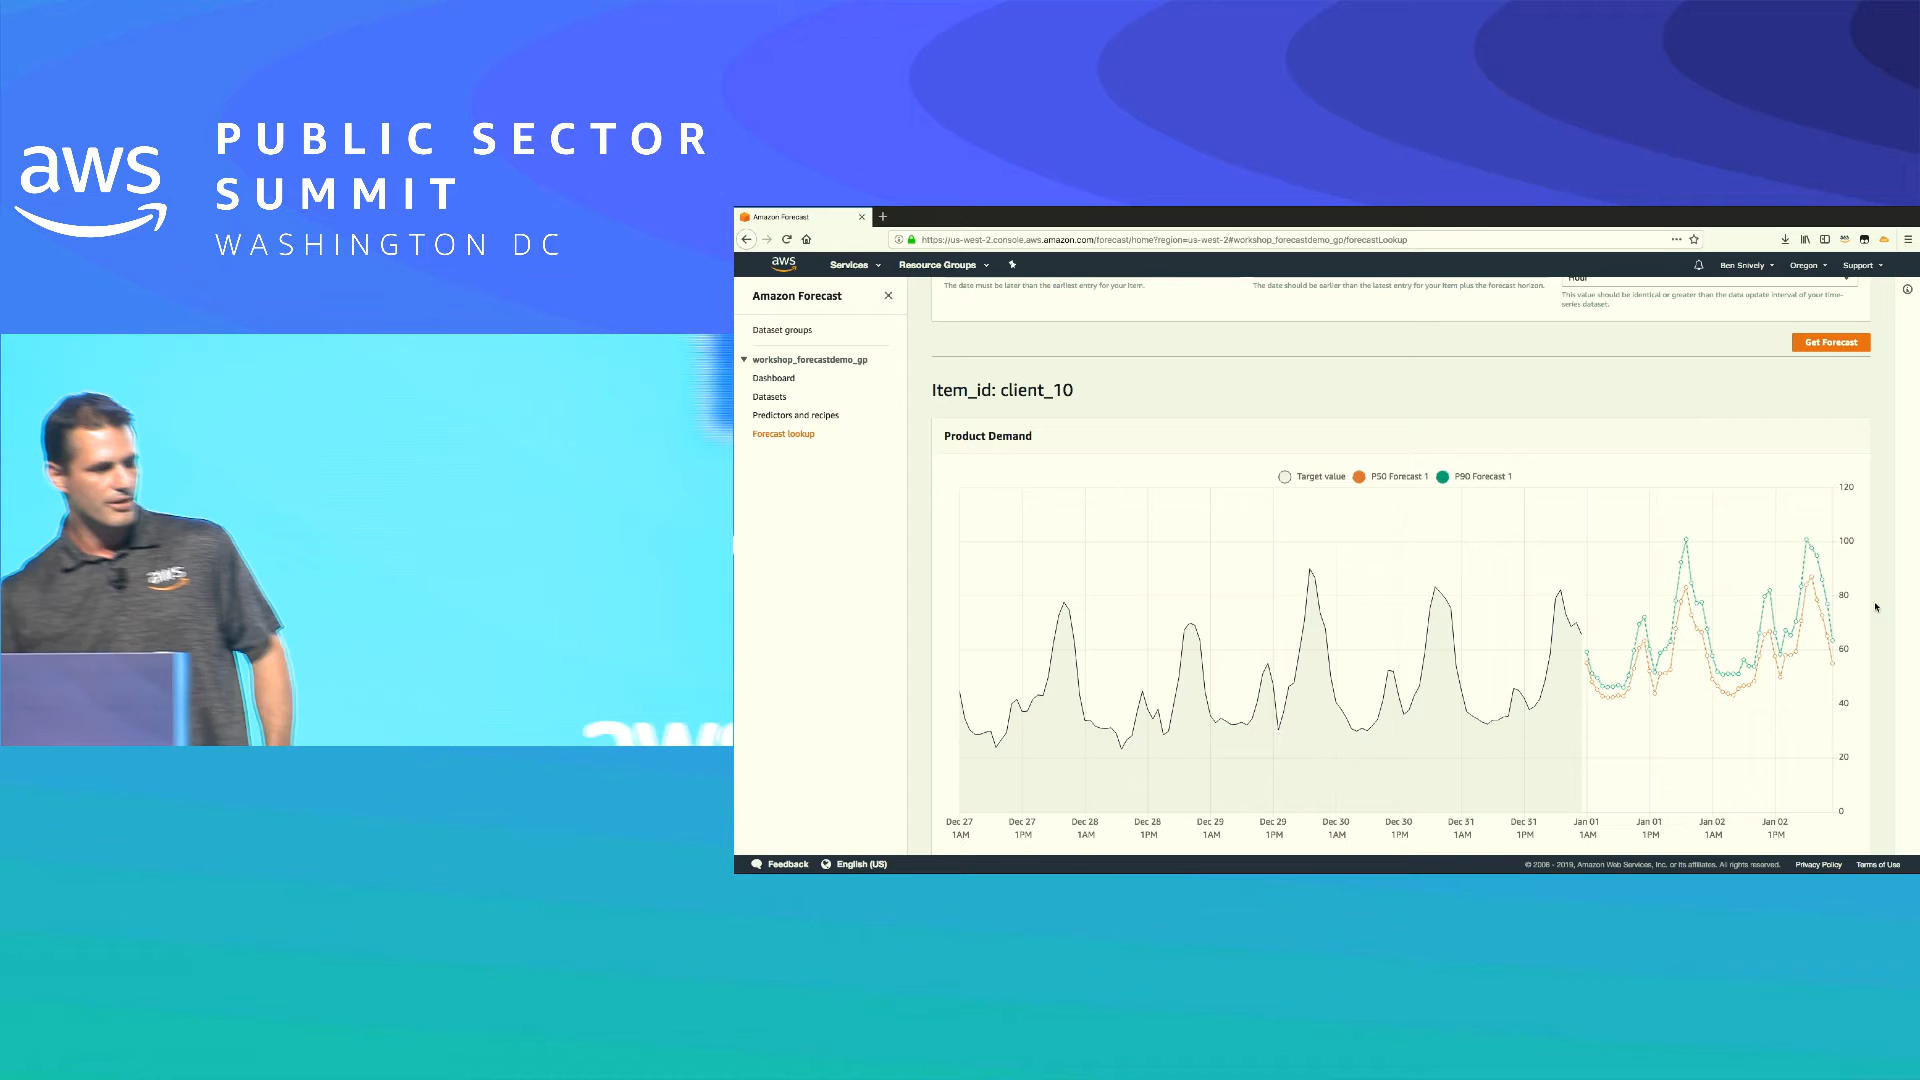 aws
PUBLIC SECTOR
SUMMIT
WASHINGTON DC
Amazon Forecast
https://us-west-2.console.aws.amazon.com/forecast/home?region=us-west-2#workshop_forecastdemo_gp/forecastLookup
aws
Services
Resource Groups
Ben Snively
Oregon
Support
Amazon Forecast
Dataset groups
workshop_forecastdemo_gp
Dashboard
Datasets
Predictors and recipes
Forecast lookup
The date must be later than the earliest entry for your item.
The date should be earlier than the latest entry for your item plus the forecast horizon.
Hour
This value should be identical or greater than the data update interval of your time-
series dataset.
Get Forecast
Item_id: client_10
Product Demand
Target value
P50 Forecast 1
P90 Forecast 1
120
100
80
60
40
20
0
Dec 27 1AM
Dec 27 1PM
Dec 28 1AM
Dec 28 1PM
Dec 29 1AM
Dec 29 1PM
Dec 30 1AM
Dec 30 1PM
Dec 31 1AM
Dec 31 1PM
Jan 01 1AM
Jan 01 1PM
Jan 02 1AM
Jan 02 1PM
Feedback
English (US)
© 2008 - 2019, Amazon Web Services, Inc. or its affiliates. All rights reserved.
Privacy Policy
Terms of Use
aws
aws